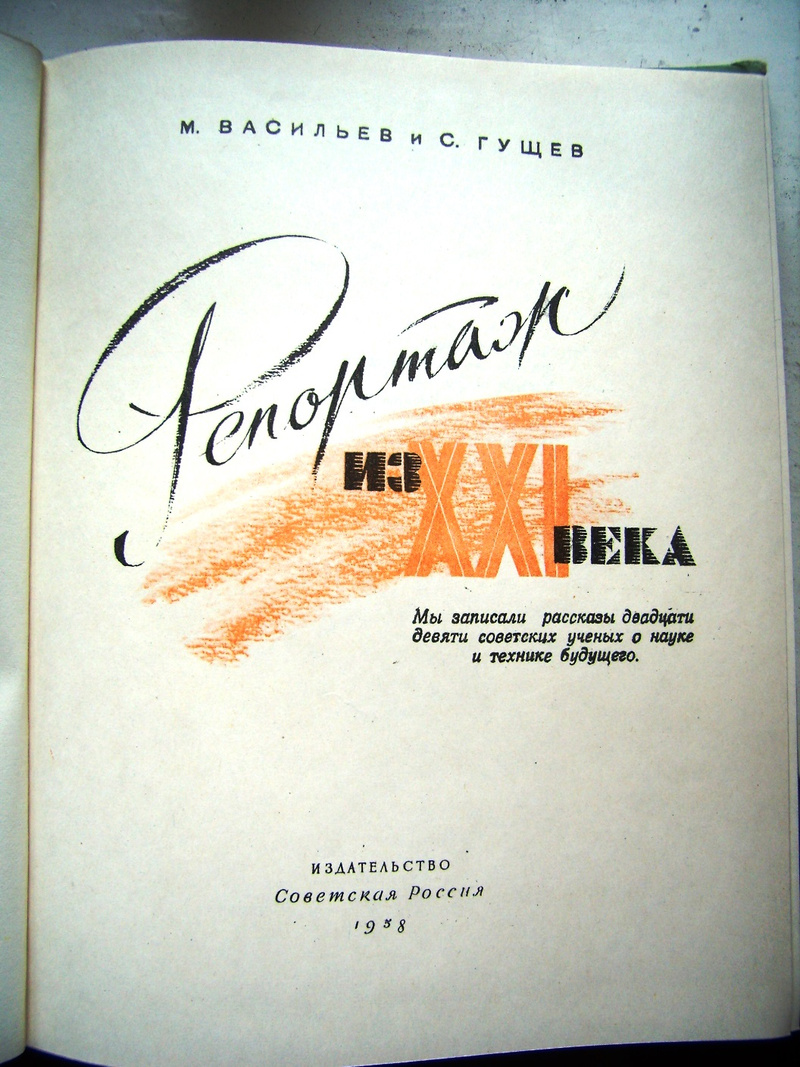 М. ВАСИЛЬЕВ и С. ГУЩЕВ
Репортаж
ИЗ XXI
ВЕКА
Мы записали рассказы двадцати
девяти советских ученых о науке
и технике будущего.
ИЗДАТЕЛЬСТВО
Советская Россия
1958